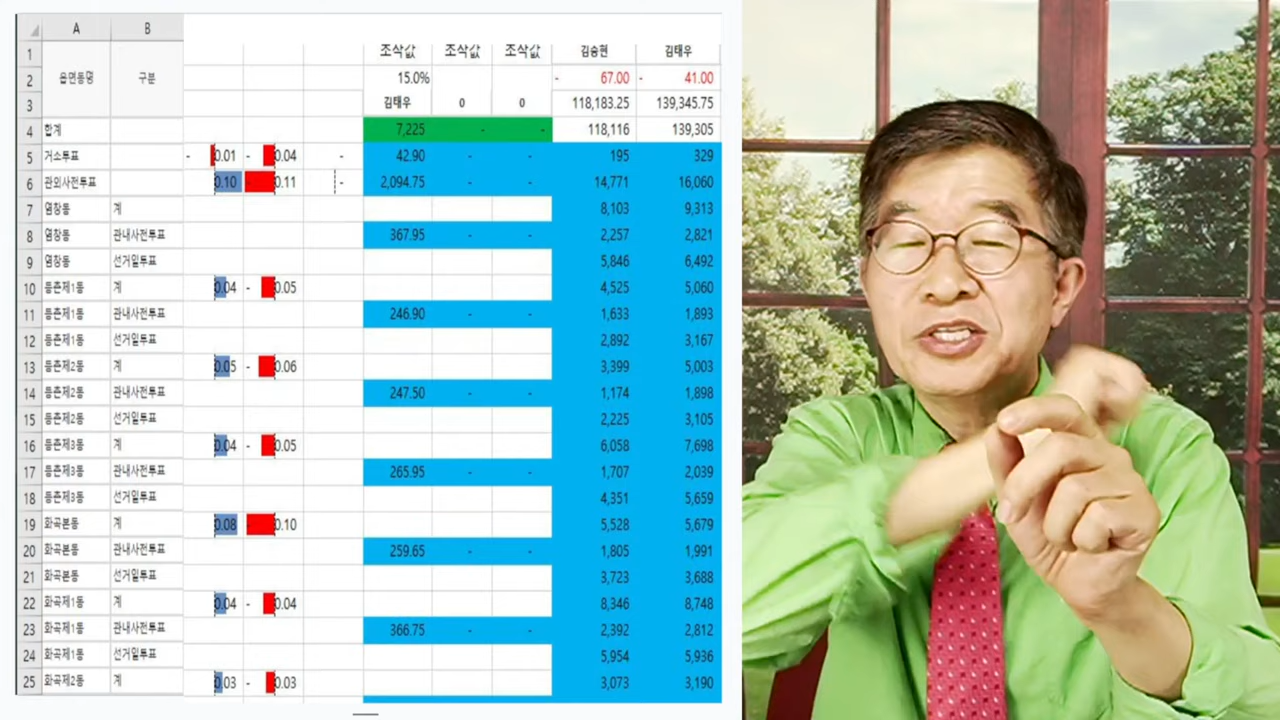 A B
1 조작값 조작값 조작값 김승현 김태우
2 읍면동명 구분 15.0% - 67.00 - 41.00
3 김태우 0 0 118,183.25 139,345.75
4 합계 7,225 - - 118,116 139,305
5 거소투표 - 0.01 - 0.04 - 42.90 - - 195 329
6 관외사전투표 0.10 - 0.11 - 2,094.75 - - 14,771 16,060
7 염창동 계 8,103 9,313
8 염창동 관내사전투표 367.95 - - 2,257 2,821
9 염창동 선거일투표 5,846 6,492
10 등촌제1동 계 0.04 - 0.05 4,525 5,060
11 등촌제1동 관내사전투표 246.90 - - 1,633 1,893
12 등촌제1동 선거일투표 2,892 3,167
13 등촌제2동 계 0.05 - 0.06 3,399 5,003
14 등촌제2동 관내사전투표 247.50 - - 1,174 1,898
15 등촌제2동 선거일투표 2,225 3,105
16 등촌제3동 계 0.04 - 0.05 6,058 7,698
17 등촌제3동 관내사전투표 265.95 - - 1,707 2,039
18 등촌제3동 선거일투표 4,351 5,659
19 화곡본동 계 0.08 - 0.10 5,528 5,679
20 화곡본동 관내사전투표 259.65 - - 1,805 1,991
21 화곡본동 선거일투표 3,723 3,688
22 화곡제1동 계 0.04 - 0.04 8,346 8,748
23 화곡제1동 관내사전투표 366.75 - - 2,392 2,812
24 화곡제1동 선거일투표 5,954 5,936
25 화곡제2동 계 0.03 - 0.03 3,073 3,190